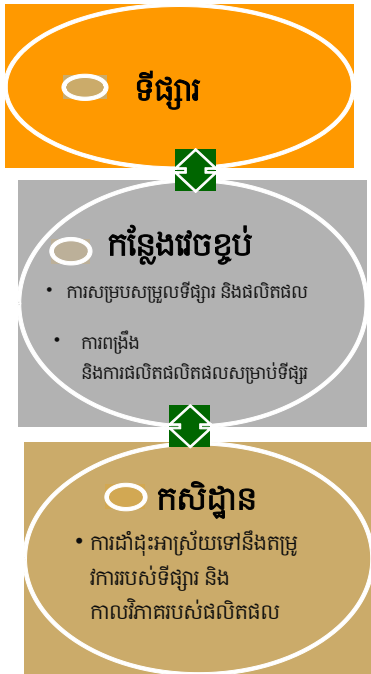 ទីផ្សារ
កន្លែងវេចខ្ចប់
• ការសម្របសម្រួលទីផ្សារ និងផលិតផល
• ការពង្រឹង
និងការផលិតផលិតផលសម្រាប់ទីផ្សរ
កសិដ្ឋាន
• ការដាំដុះអាស្រ័យទៅនឹងតម្រូ
វការរបស់ទីផ្សារ និង
កាលវិភាគរបស់ផលិតផល